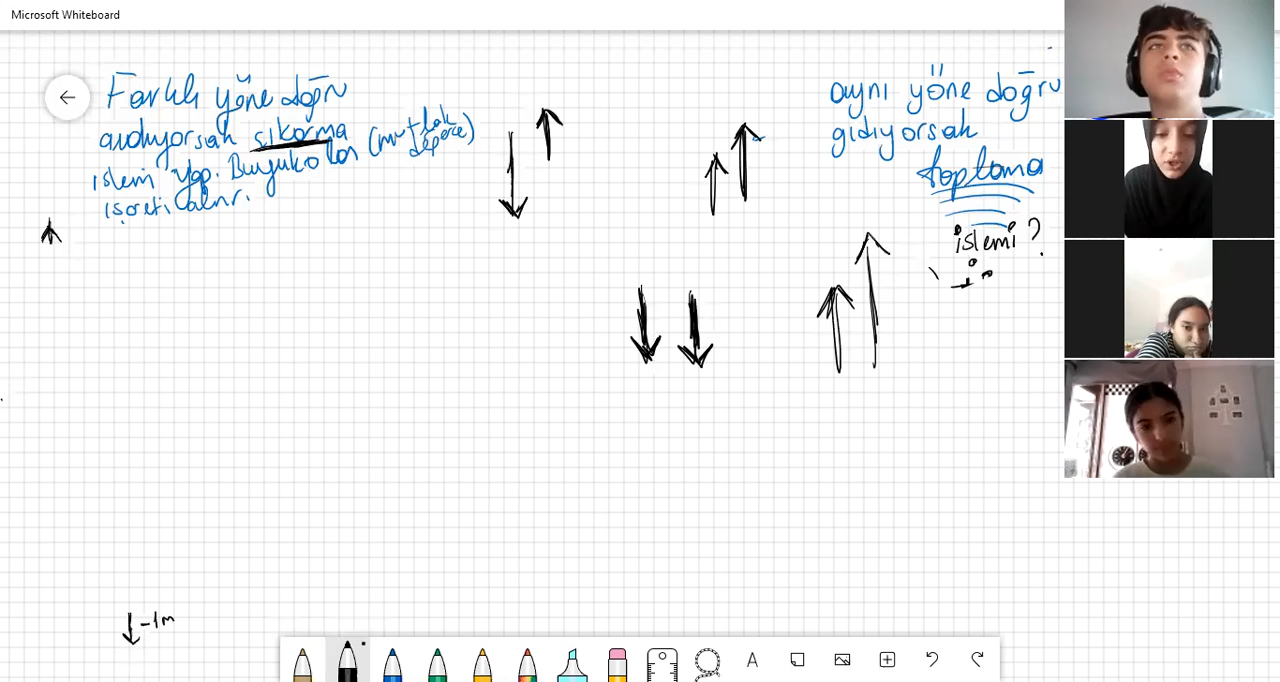 Microsoft Whiteboard
Farklı yöne doğru
gidiyorsak çıkarma (mutlak
değerce)
işlemi yap. Büyük olan
işareti alınır.
aynı yöne doğru
gidiyorsak
toplama
islemi?
-1m
A